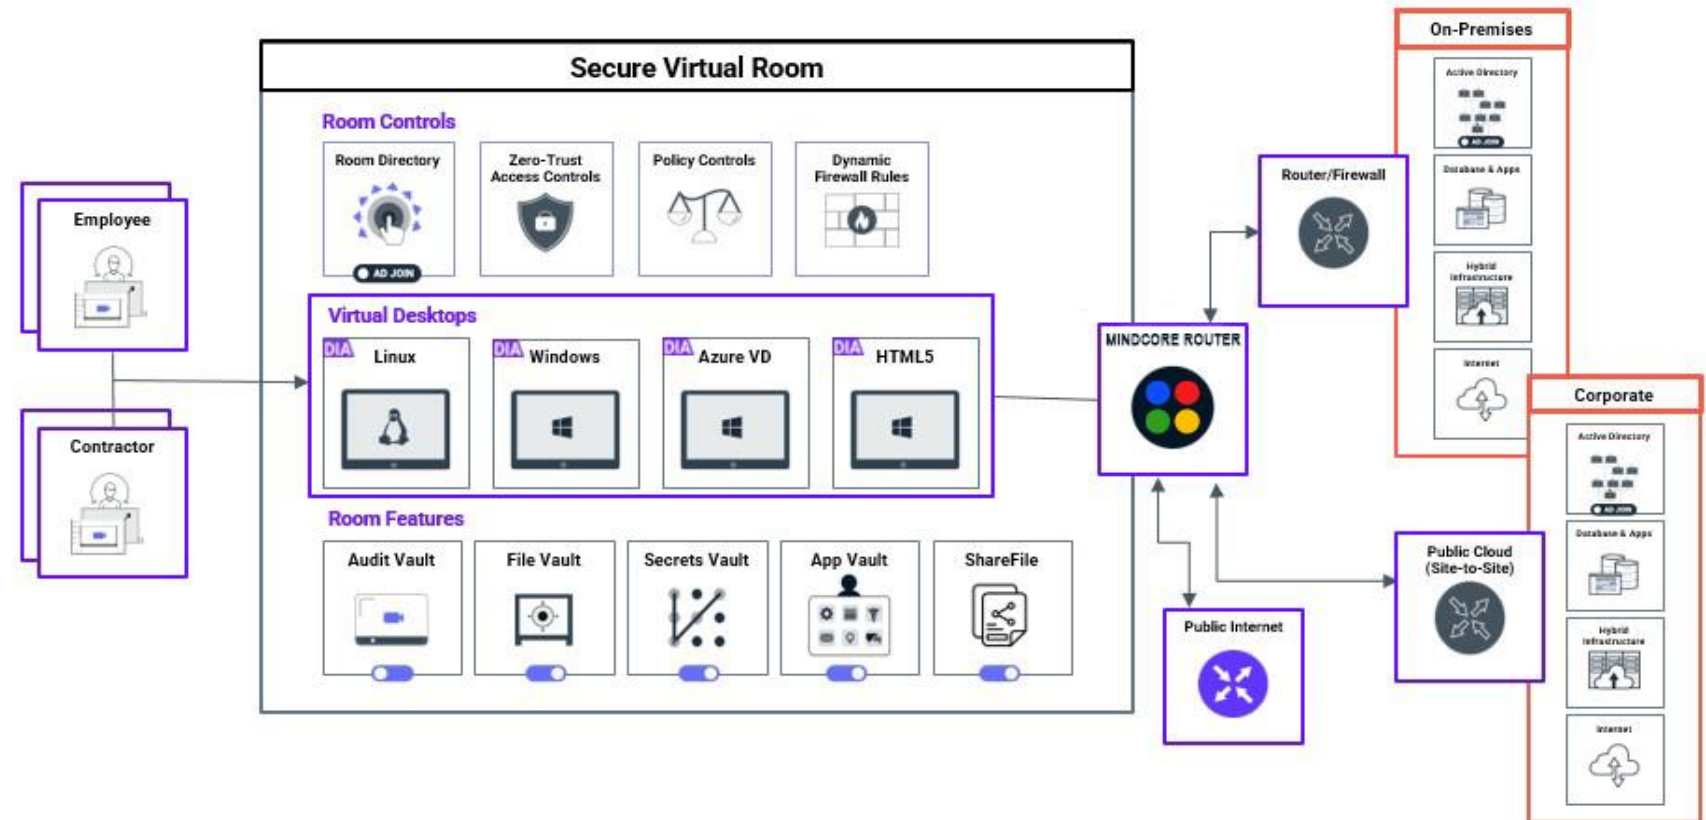 Secure Virtual Room
Employee
Contractor
Room Controls
Room Directory
AD JOIN
Zero-Trust
Access Controls
Policy Controls
Dynamic
Firewall Rules
Virtual Desktops
DIA
Linux
DIA
Windows
DIA
Azure VD
DIA
HTML5
Room Features
Audit Vault
File Vault
Secrets Vault
App Vault
ShareFile
MINDCORE ROUTER
Router/Firewall
Public Internet
Public Cloud
(Site-to-Site)
On-Premises
Active Directory
AD JOIN
Database & Apps
Hybrid
Infrastructure
Internet
Corporate
Active Directory
AD JOIN
Database & Apps
Hybrid
Infrastructure
Internet